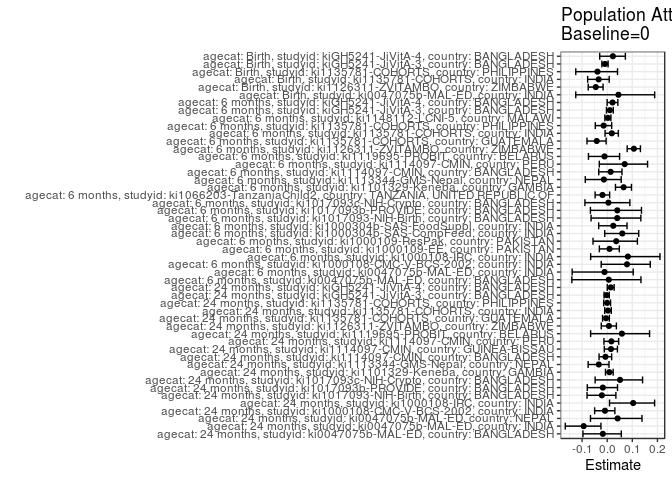 Population Att
Baseline=0
agecat: Birth, studyid: kiGH5241-JiVitA-4, country: BANGLADESH
agecat: Birth, studyid: kiGH5241-JiVitA-3, country: BANGLADESH
agecat: Birth, studyid: ki1135781-COHORTS, country: PHILIPPINES
agecat: Birth, studyid: ki1135781-COHORTS, country: INDIA
agecat: Birth, studyid: ki1126311-ZVITAMBO, country: ZIMBABWE
agecat: Birth, studyid: ki0047075b-MAL-ED, country: INDIA
agecat: 6 months, studyid: kiGH5241-JiVitA-4, country: BANGLADESH
agecat: 6 months, studyid: kiGH5241-JiVitA-3, country: BANGLADESH
agecat: 6 months, studyid: ki1148112-LCNI-5, country: MALAWI
agecat: 6 months, studyid: ki1135781-COHORTS, country: PHILIPPINES
agecat: 6 months, studyid: ki1135781-COHORTS, country: INDIA
agecat: 6 months, studyid: ki1135781-COHORTS, country: GUATEMALA
agecat: 6 months, studyid: ki1126311-ZVITAMBO, country: ZIMBABWE
agecat: 6 months, studyid: ki1119695-PROBIT, country: BELARUS
agecat: 6 months, studyid: ki1114097-CMIN, country: PERU
agecat: 6 months, studyid: ki1114097-CMIN, country: BANGLADESH
agecat: 6 months, studyid: ki1113344-GMS-Nepal, country: NEPAL
agecat: 6 months, studyid: ki1101329-Keneba, country: GAMBIA
agecat: 6 months, studyid: ki1066203-TanzaniaChild2, country: TANZANIA, UNITED REPUBLIC OF
agecat: 6 months, studyid: ki1017093c-NIH-Crypto, country: BANGLADESH
agecat: 6 months, studyid: ki1017093b-PROVIDE, country: BANGLADESH
agecat: 6 months, studyid: ki1017093-NIH-Birth, country: BANGLADESH
agecat: 6 months, studyid: ki1000304b-SAS-FoodSuppl, country: INDIA
agecat: 6 months, studyid: ki1000304b-SAS-CompFeed, country: INDIA
agecat: 6 months, studyid: ki1000109-ResPak, country: PAKISTAN
agecat: 6 months, studyid: ki1000109-EE, country: PAKISTAN
agecat: 6 months, studyid: ki1000108-IRC, country: INDIA
agecat: 6 months, studyid: ki1000108-CMC-V-BCS-2002, country: INDIA
agecat: 6 months, studyid: ki0047075b-MAL-ED, country: INDIA
agecat: 6 months, studyid: ki0047075b-MAL-ED, country: BANGLADESH
agecat: 24 months, studyid: kiGH5241-JiVitA-4, country: BANGLADESH
agecat: 24 months, studyid: kiGH5241-JiVitA-3, country: BANGLADESH
agecat: 24 months, studyid: ki1135781-COHORTS, country: PHILIPPINES
agecat: 24 months, studyid: ki1135781-COHORTS, country: INDIA
agecat: 24 months, studyid: ki1135781-COHORTS, country: GUATEMALA
agecat: 24 months, studyid: ki1126311-ZVITAMBO, country: ZIMBABWE
agecat: 24 months, studyid: ki1119695-PROBIT, country: BELARUS
agecat: 24 months, studyid: ki1114097-CMIN, country: PERU
agecat: 24 months, studyid: ki1114097-CMIN, country: GUINEA-BISSAU
agecat: 24 months, studyid: ki1114097-CMIN, country: BANGLADESH
agecat: 24 months, studyid: ki1113344-GMS-Nepal, country: NEPAL
agecat: 24 months, studyid: ki1101329-Keneba, country: GAMBIA
agecat: 24 months, studyid: ki1017093c-NIH-Crypto, country: BANGLADESH
agecat: 24 months, studyid: ki1017093b-PROVIDE, country: BANGLADESH
agecat: 24 months, studyid: ki1017093-NIH-Birth, country: BANGLADESH
agecat: 24 months, studyid: ki1000108-IRC, country: INDIA
agecat: 24 months, studyid: ki1000108-CMC-V-BCS-2002, country: INDIA
agecat: 24 months, studyid: ki0047075b-MAL-ED, country: NEPAL
agecat: 24 months, studyid: ki0047075b-MAL-ED, country: INDIA
agecat: 24 months, studyid: ki0047075b-MAL-ED, country: BANGLADESH
-0.1 0.0 0.1 0.2
Estimate